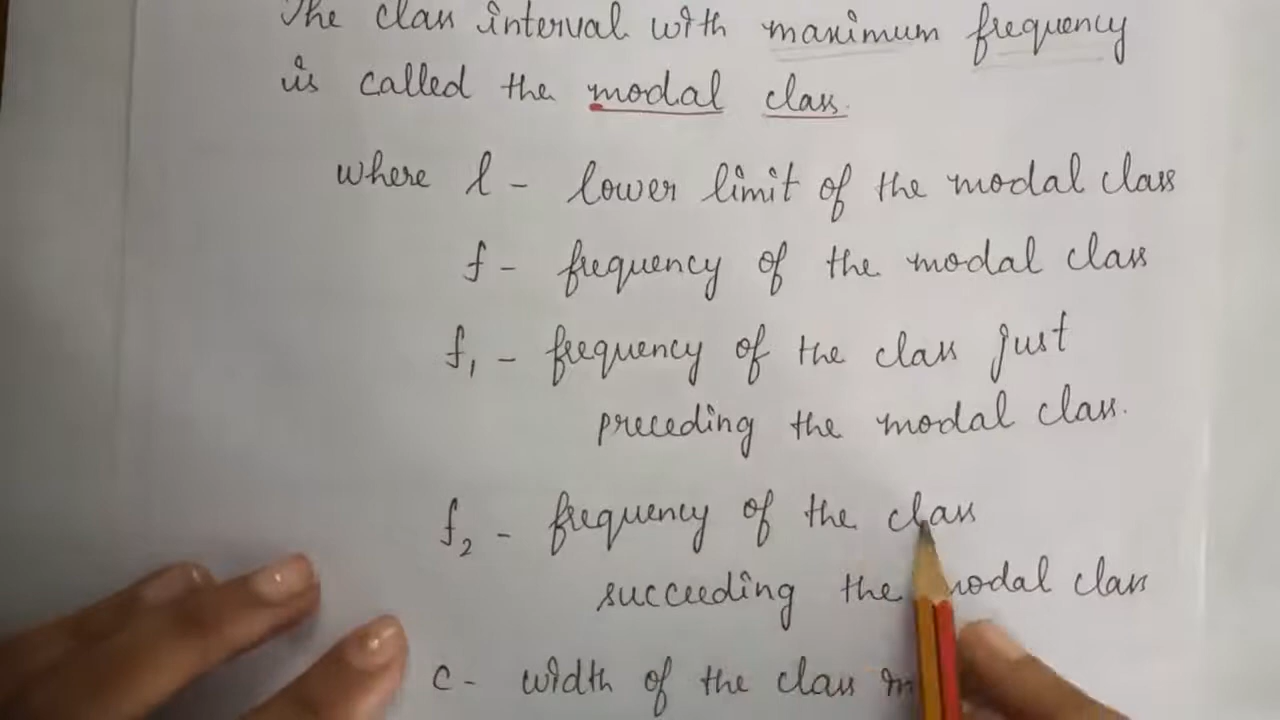 The class interval with maximum frequency
is called the modal class.
where l - lower limit of the modal class
f - frequency of the modal class
f₁ - frequency of the class just
preceding the modal class.
f₂ - frequency of the class
succeeding the modal class
c - width of the class